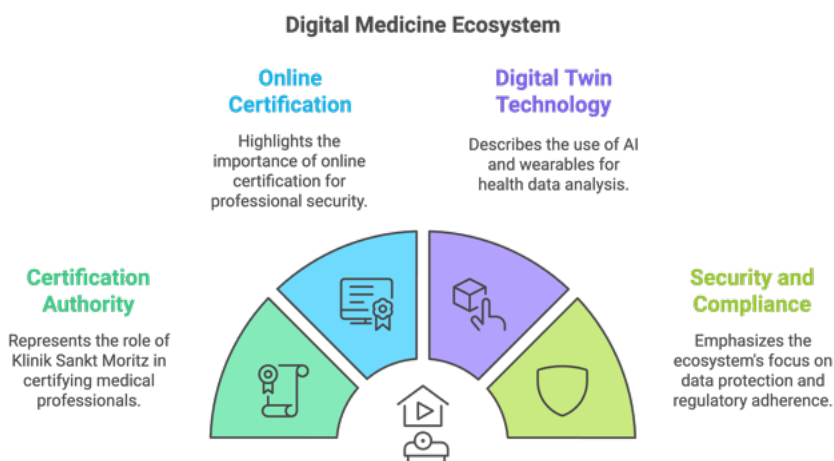 Digital Medicine Ecosystem
Online
Certification
Highlights the
importance of online
certification for
professional security.
Digital Twin
Technology
Describes the use of AI
and wearables for
health data analysis.
Certification
Authority
Represents the role of
Klinik Sankt Moritz in
certifying medical
professionals.
Security and
Compliance
Emphasizes the
ecosystem's focus on
data protection and
regulatory adherence.